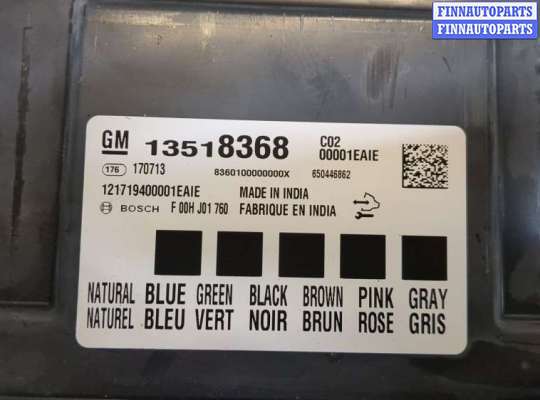 FINNAUTOPARTS
FINNAUTOPARTS
GM 13518368 C02
00001EAIE
176 170713 8360100000000X 650446862
121719400001EAIE MADE IN INDIA
BOSCH F 00H J01 760 FABRIQUE EN INDIA
NATURAL BLUE GREEN BLACK BROWN PINK GRAY
NATUREL BLEU VERT NOIR BRUN ROSE GRIS